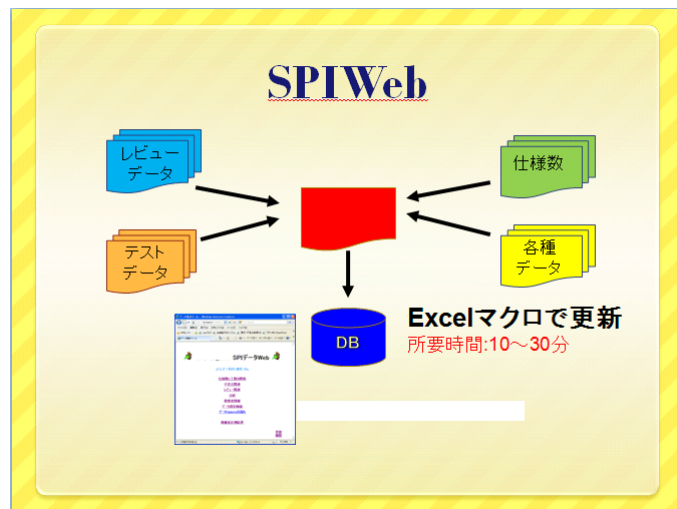 SPIWeb
レビュー
データ
仕様数
テスト
データ
各種
データ
DB
Excelマクロで更新
所要時間:10～30分
SPIデータWeb